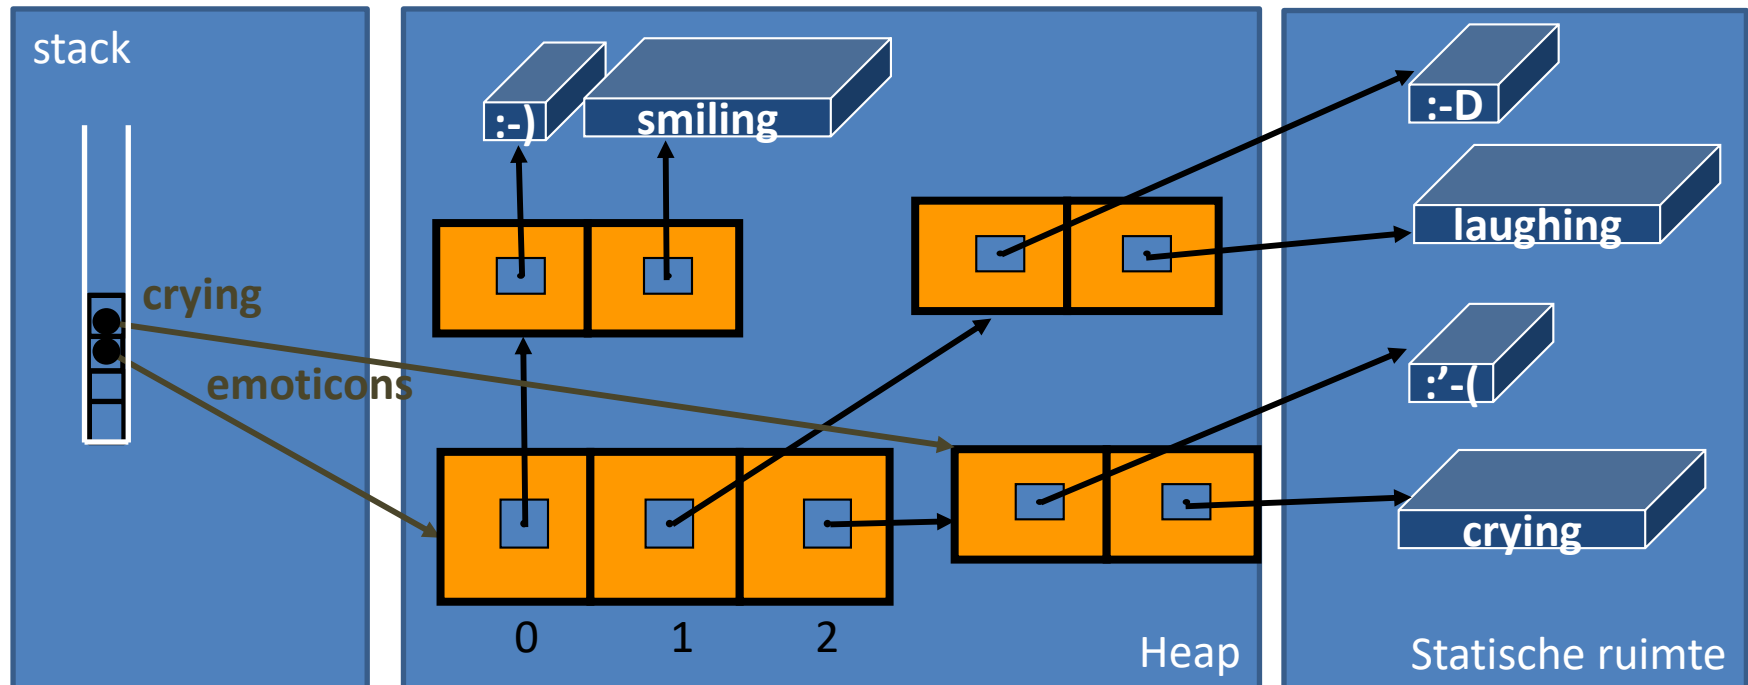 stack
crying
emoticons
:-)
smiling
0
1
2
Heap
:-D
laughing
:’-(
crying
Statische ruimte